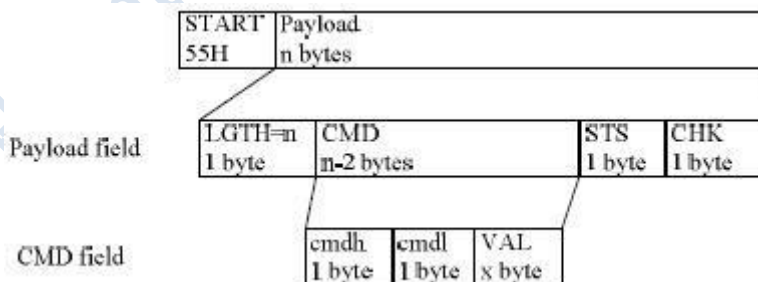 START Payload
55H n bytes
Payload field
LGTH=n CMD STS CHK
1 byte n-2 bytes 1 byte 1 byte
CMD field
cmdh cmdl VAL
1 byte 1 byte x byte